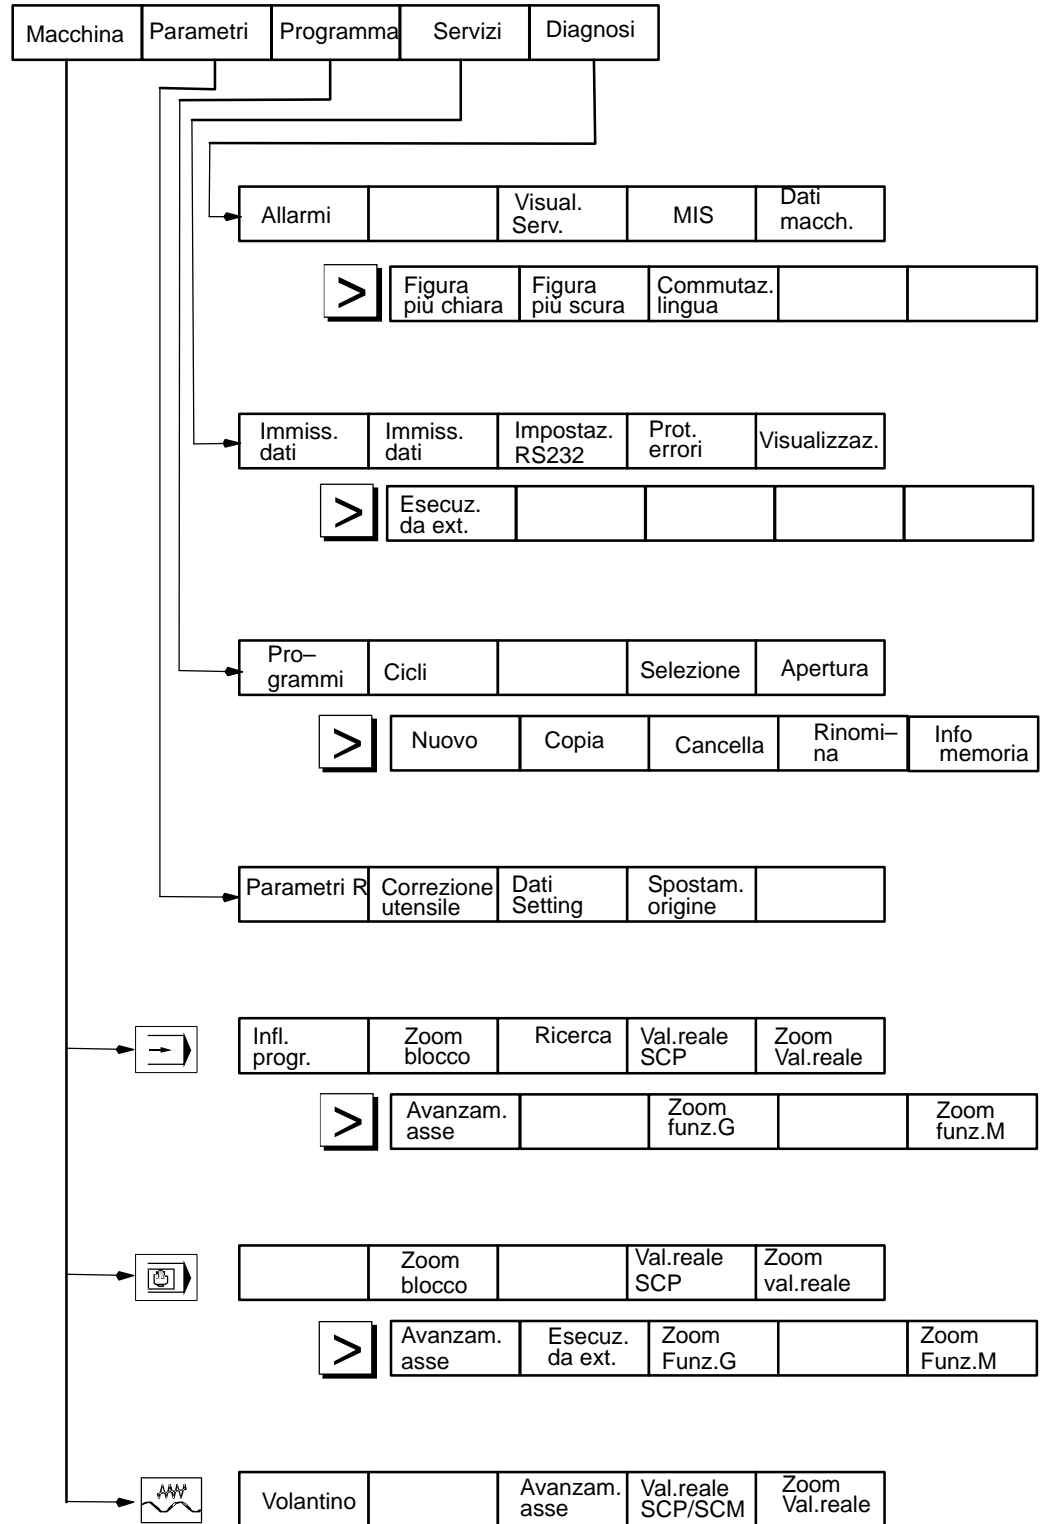 Macchina Parametri Programma Servizi Diagnosi
Allarmi Visual. Serv. MIS Dati macch.
> Figura più chiara Figura più scura Commutaz. lingua
Immiss. dati Immiss. dati Impostaz. RS232 Prot. errori Visualizzaz.
> Esecuz. da ext.
Pro– grammi Cicli Selezione Apertura
> Nuovo Copia Cancella Rinomi– na Info memoria
Parametri R Correzione utensile Dati Setting Spostam. origine
Infl. progr. Zoom blocco Ricerca Val.reale SCP Zoom Val.reale
> Avanzam. asse Zoom funz.G Zoom funz.M
Zoom blocco Val.reale SCP Zoom val.reale
> Avanzam. asse Esecuz. da ext. Zoom Funz.G Zoom Funz.M
Volantino Avanzam. asse Val.reale SCP/SCM Zoom Val.reale